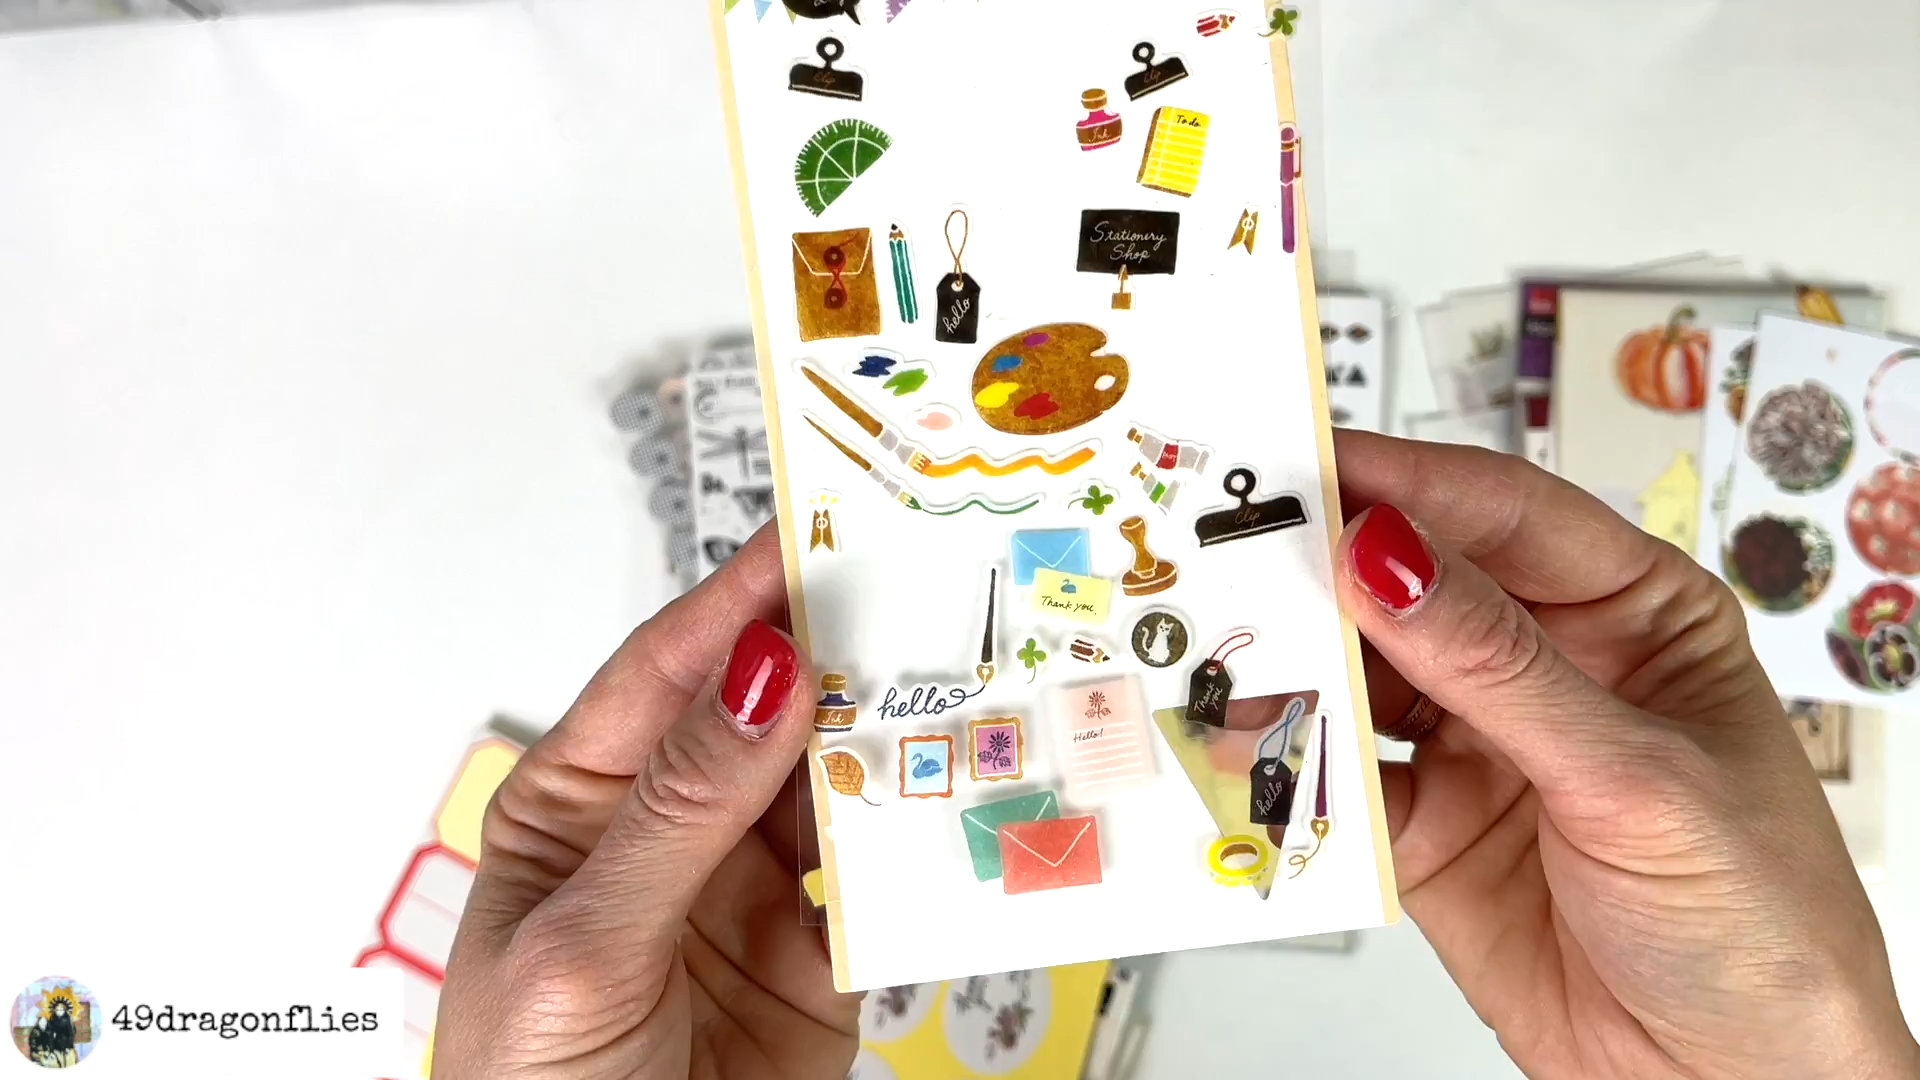 Clip
Clip
Ink
To do
Stationery
Shop
hello
Clip
Thank you.
Ink
hello
Thank
you
Hello!
hello
49dragonflies